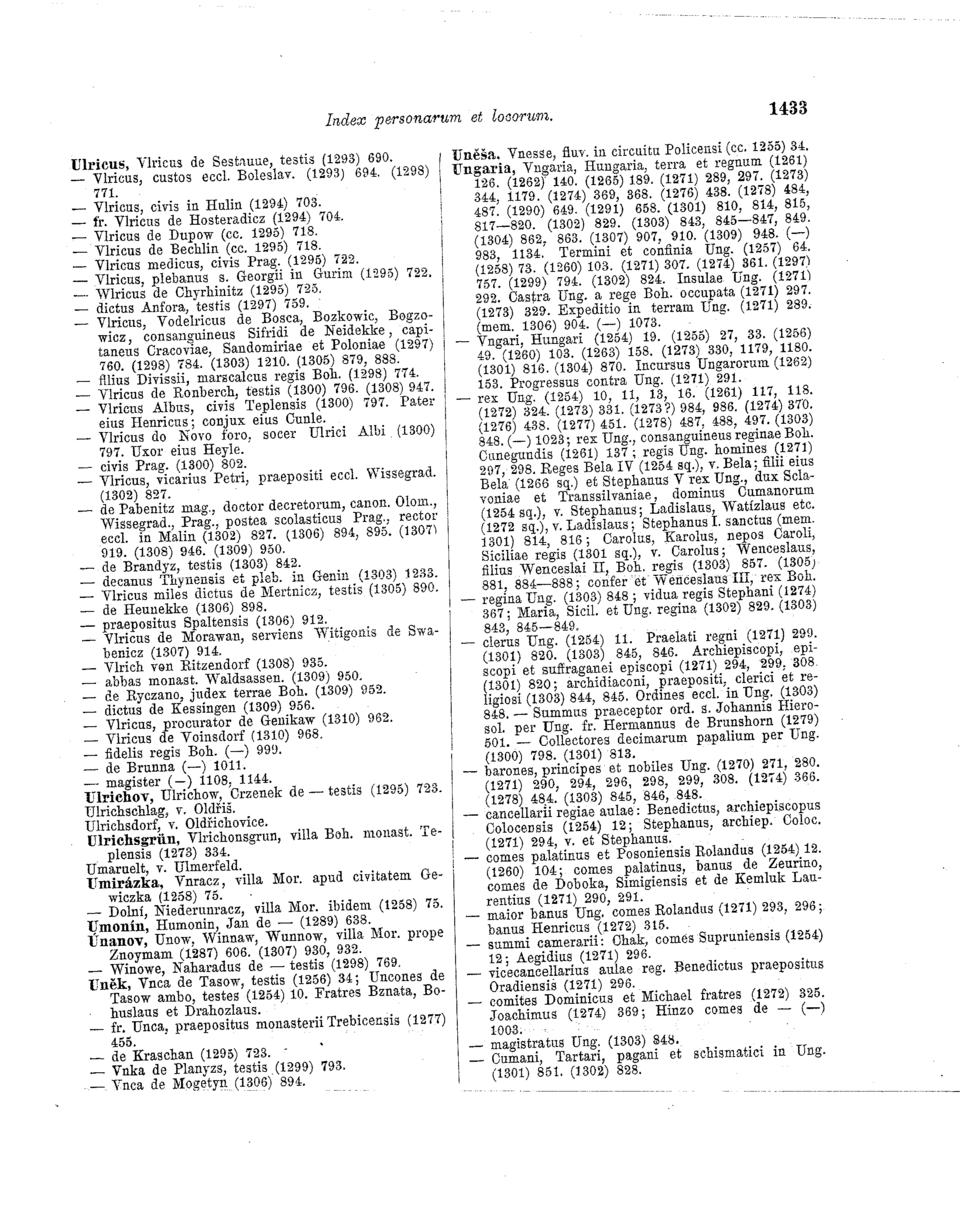 Index personarum et locorum.
1433
Ulricus, Vlricus de Sestauue, testis (1293) 690.
— Vlricus, custos eccl. Boleslav. (1293) 694. (1298)
771.
— Vlricus, civis in Hulin (1294) 703.
— fr. Vlricus de Hosteradicz (1294) 704.
— Vlricus de Dupow (cc. 1295) 718.
— Vlricus de Bechlin (cc. 1295) 718.
— Vlricus medicus, civis Prag. (1295) 722.
— Vlricus, plebanus s. Georgii in Gurim (1295) 722.
— Wlricus de Chyrhinitz (1295) 725.
— dictus Anfora, testis (1297) 759.
— Vlricus, Vodelricus de Bosca, Bozkowic, Bogzo-
wicz, consanguineus Sifridi de Neidekke, capi-
taneus Cracoviae, Sandomiriae et Poloniae (1297)
760. (1298) 784. (1303) 1210. (1305) 879, 888.
— filius Divissii, marscalcus regis Boh. (1298) 774.
— Vlricus de Ronberch, testis (1300) 796. (1308) 947.
— Vlricus Albus, civis Teplensis (1300) 797. Pater
eius Henricus; conjux eius Cunle.
— Vlricus do Novo foro, socer Ulrici Albi (1300)
797. Uxor eius Heyle.
— civis Prag. (1300) 802.
— Vlricus, vicarius Petri, praepositi eccl. Wissegrad.
(1302) 827.
— de Pabenitz mag., doctor decretorum, canon. Olom.,
Wissegrad., Prag., postea scolasticus Prag., rector
eccl. in Malin (1302) 827. (1306) 894, 895. (1307)
919. (1308) 946. (1309) 950.
— de Brandyz, testis (1303) 842.
— decanus Thynensis et pleb. in Genin (1303) 1233.
— Vlricus miles dictus de Mertnicz, testis (1305) 890.
— de Heunekke (1306) 898.
— praepositus Spaltensis (1306) 912.
— Vlricus de Morawan, serviens Witigonis de Swa-
benicz (1307) 914.
— Vlrich von Ritzendorf (1308) 935.
— abbas monast. Waldsassen. (1309) 950.
— de Ryczano, judex terrae Boh. (1309) 952.
— dictus de Kessingen (1309) 956.
— Vlricus, procurator de Genikaw (1310) 962.
— Vlricus de Voinsdorf (1310) 968.
— fidelis regis Boh. (—) 999.
— de Brunna (—) 1011.
— magister (—) 1108, 1144.
Ulrichov, Ulrichow, Crzenek de — testis (1295) 723.
Ulrichschlag, v. Oldřiš.
Ulrichsdorf, v. Oldřichovice.
Ulrichsgrün, Vlrichonsgrun, villa Boh. monast. Te-
plensis (1273) 334.
Umaruelt, v. Ulmerfeld.
Umirázka, Vnracz, villa Mor. apud civitatem Ge-
wiczka (1258) 75.
— Dolní, Niederunracz, villa Mor. ibidem (1258) 75.
Umonín, Humonin, Jan de — (1289) 638.
Únanov, Unow, Winnaw, Wunnow, villa Mor. prope
Znoymam (1287) 606. (1307) 930, 932.
— Winowe, Naharadus de — testis (1298) 769.
Uněk, Vnca de Tasow, testis (1256) 34; Uncones de
Tasow ambo, testes (1254) 10. Fratres Bznata, Bo-
huslaus et Drahozlaus.
— fr. Unca, praepositus monasterii Trebicensis (1277)
455.
— de Kraschan (1295) 723.
— Vnka de Planyzs, testis (1299) 793.
— Vnca de Mogetyn (1306) 894.
Uněša. Vnesse, fluv. in circuitu Policensi (cc. 1255) 34.
Ungaria, Vngaria, Hungaria, terra et regnum (1261)
126. (1262) 140. (1265) 189. (1271) 289, 297. (1273)
344, 1179. (1274) 369, 368. (1276) 438. (1278) 484,
487. (1290) 649. (1291) 658. (1301) 810, 814, 815,
817—820. (1302) 829. (1303) 843, 845—847, 849.
(1304) 862, 863. (1307) 907, 910. (1309) 948. (—)
983, 1134. Termini et confinia Ung. (1257) 64.
(1258) 73. (1260) 103. (1271) 307. (1274) 361. (1297)
757. (1299) 794. (1302) 824. Insulae Ung. (1271)
292. Castra Ung. a rege Boh. occupata (1271) 297.
(1273) 329. Expeditio in terram Ung. (1271) 289.
(mem. 1306) 904. (—) 1073.
— Vngari, Hungari (1254) 19. (1255) 27, 33. (1256)
49. (1260) 103. (1263) 158. (1273) 330, 1179, 1180.
(1301) 816. (1304) 870. Incursus Ungarorum (1262)
153. Progressus contra Ung. (1271) 291.
— rex Ung. (1254) 10, 11, 13, 16. (1261) 117, 118.
(1272) 324. (1273) 331. (1273?) 984, 986. (1274) 370.
(1276) 438. (1277) 451. (1278) 487, 488, 497. (1303)
848. (—) 1023; rex Ung., consanguineus reginae Boh.
Cunegundis (1261) 137; regis Ung. homines (1271)
297, 298. Reges Bela IV (1254 sq.), v. Bela; filii eius
Bela (1266 sq.) et Stephanus V rex Ung., dux Scla-
voniae et Transsilvaniae, dominus Cumanorum
(1254 sq.), v. Stephanus; Ladislaus, Watizlaus etc.
(1272 sq.), v. Ladislaus; Stephanus I. sanctus (mem.
1301) 814, 816; Carolus, Karolus, nepos Caroli,
Siciliae regis (1301 sq.), v. Carolus; Wenceslaus,
filius Wenceslai II, Boh. regis (1303) 857. (1305)
881, 884—888; confer et Wenceslaus III, rex Boh.
— regina Ung. (1303) 848; vidua regis Stephani (1274)
367; Maria, Sicil. et Ung. regina (1302) 829. (1303)
843, 845—849.
— clerus Ung. (1254) 11. Praelati regni (1271) 299.
(1301) 820. (1303) 845, 846. Archiepiscopi, epi-
scopi et suffraganei episcopi (1271) 294, 299, 308
(1301) 820; archidiaconi, praepositi, clerici et re-
ligiosi (1303) 844, 845. Ordines eccl. in Ung. (1303)
848. — Summus praeceptor ord. s. Johannis Hiero-
sol. per Ung. fr. Hermannus de Brunshorn (1279)
501. — Collectores decimarum papalium per Ung.
(1300) 798. (1301) 813.
— barones, principes et nobiles Ung. (1270) 271, 280.
(1271) 290, 294, 296, 298, 299, 308. (1274) 366.
(1278) 484. (1303) 845, 846, 848.
— cancellarii regiae aulae: Benedictus, archiepiscopus
Colocensis (1254) 12; Stephanus, archiep. Coloc.
(1271) 294, v. et Stephanus.
— comes palatinus et Posoniensis Rolandus (1254) 12.
(1260) 104; comes palatinus, banus de Zeurino,
comes de Doboka, Simigiensis et de Kemluk Lau-
rentius (1271) 290, 291.
— maior banus Ung. comes Rolandus (1271) 293, 296;
banus Henricus (1272) 315.
— summi camerarii: Chak, comes Supruniensis (1254)
12; Aegidius (1271) 296.
— vicecancellarius aulae reg. Benedictus praepositus
Oradiensis (1271) 296.
— comites Dominicus et Michael fratres (1272) 325.
Joachimus (1274) 369; Hinzo comes de — (—)
1003.
— magistratus Ung. (1303) 848.
— Cumani, Tartari, pagani et schismatici in Ung.
(1301) 851. (1302) 828.